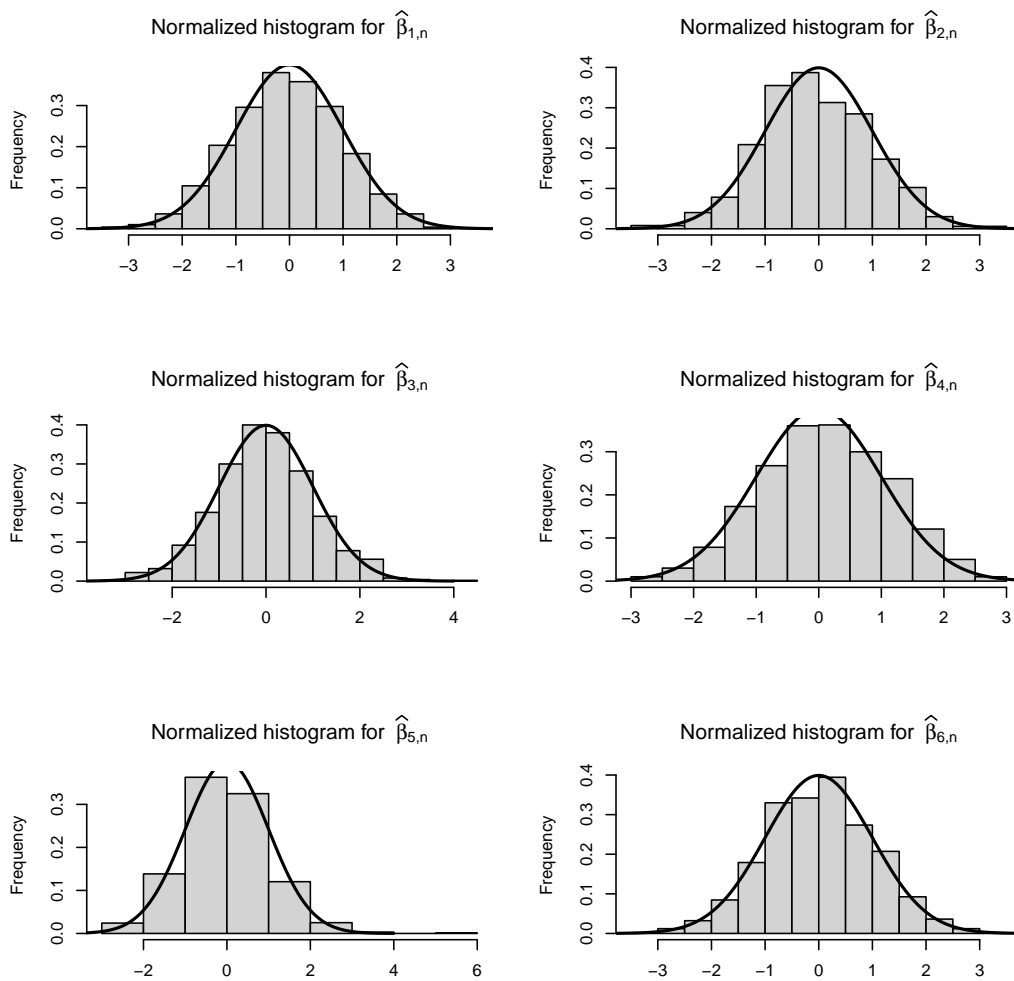 Normalized histogram for β̂1,n
Frequency
0.0 0.1 0.2 0.3
−3 −2 −1 0 1 2 3
Normalized histogram for β̂2,n
Frequency
0.0 0.1 0.2 0.3 0.4
−3 −2 −1 0 1 2 3
Normalized histogram for β̂3,n
Frequency
0.0 0.1 0.2 0.3 0.4
−2 0 2 4
Normalized histogram for β̂4,n
Frequency
0.0 0.1 0.2 0.3
−3 −2 −1 0 1 2 3
Normalized histogram for β̂5,n
Frequency
0.0 0.1 0.2 0.3
−2 0 2 4 6
Normalized histogram for β̂6,n
Frequency
0.0 0.1 0.2 0.3 0.4
−3 −2 −1 0 1 2 3